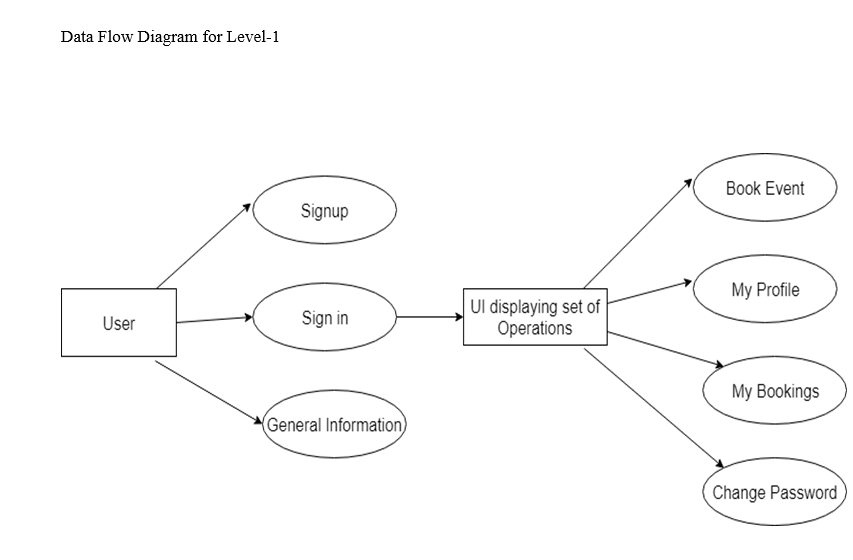 Data Flow Diagram for Level-1
Signup
User
Sign in
General Information
UI displaying set of
Operations
Book Event
My Profile
My Bookings
Change Password